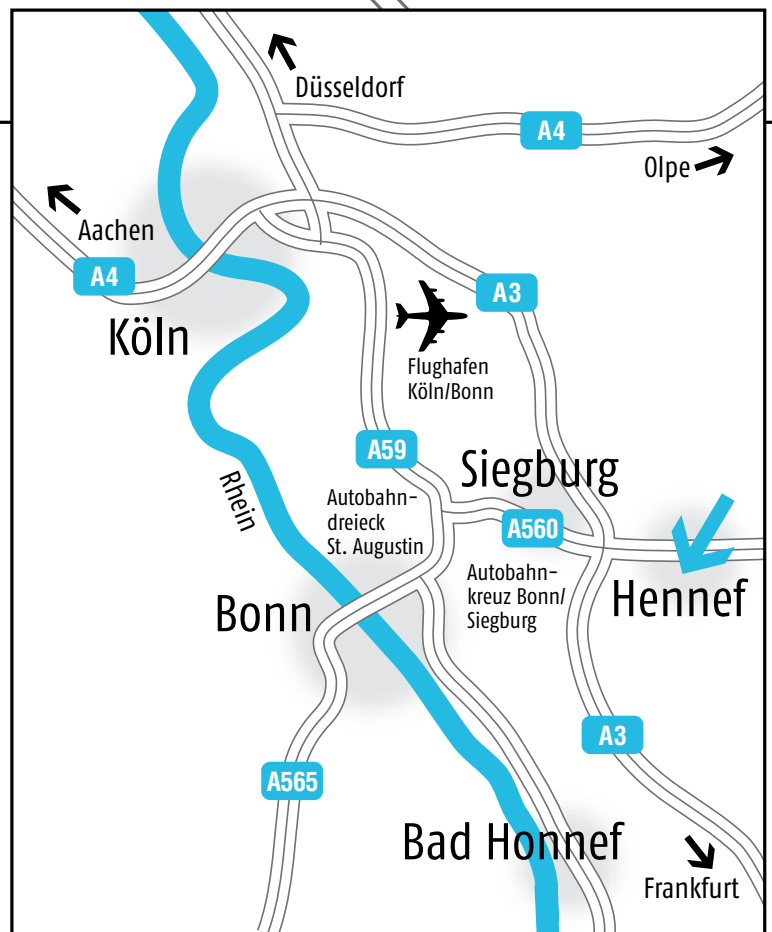 Düsseldorf
A4
Olpe
Aachen
A4
A3
Köln
Flughafen
Köln/Bonn
A59
Siegburg
Rhein
Autobahn-
dreieck
St. Augustin
A560
Autobahn-
kreuz Bonn/
Siegburg
Hennef
Bonn
A3
A565
Bad Honnef
Frankfurt